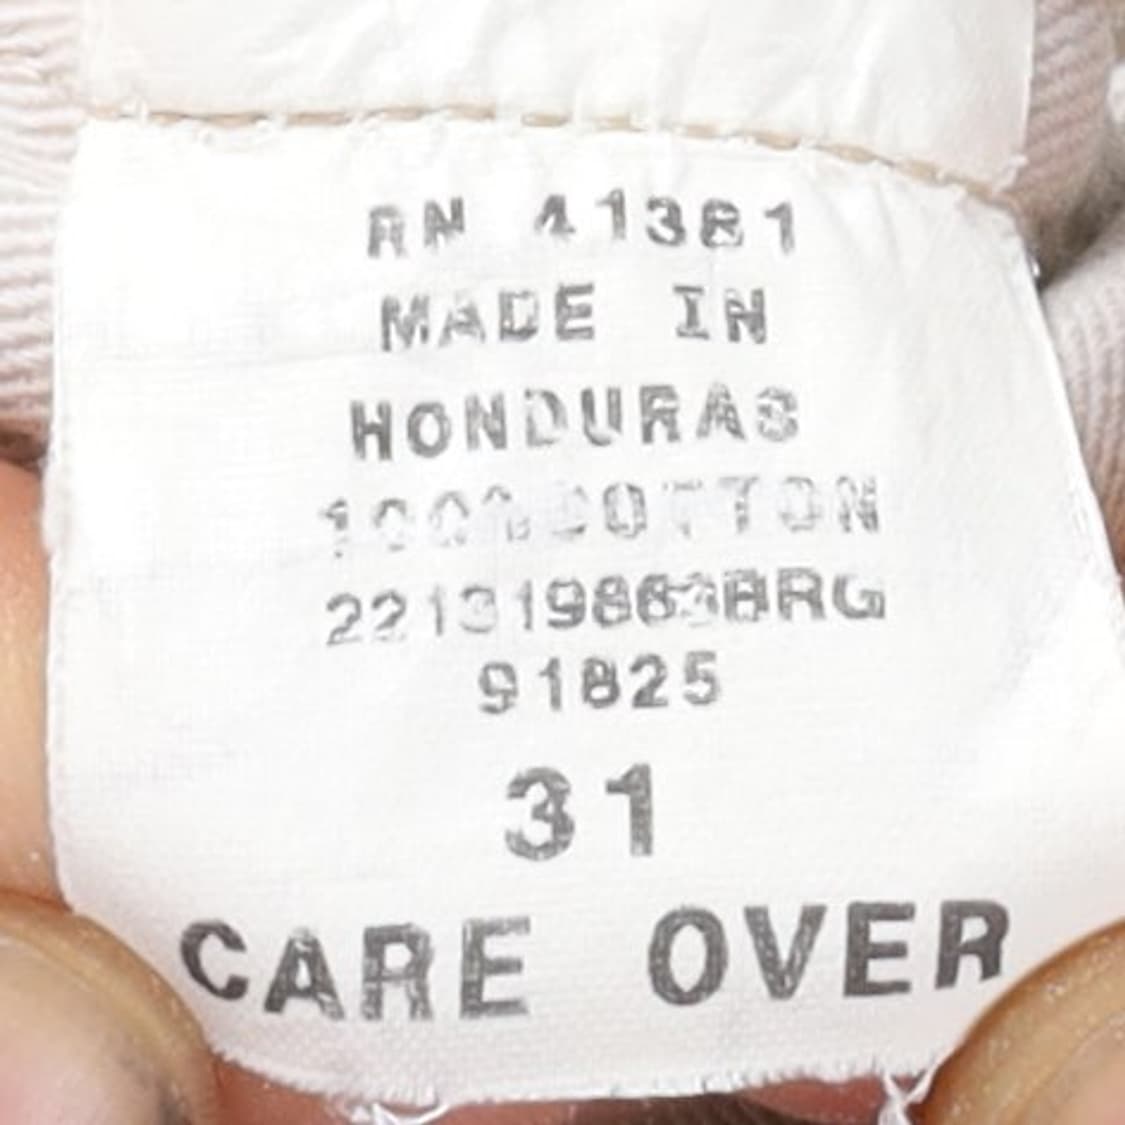 RN 41381
MADE IN
HONDURAS
100% COTTON
91825
31
CARE OVER